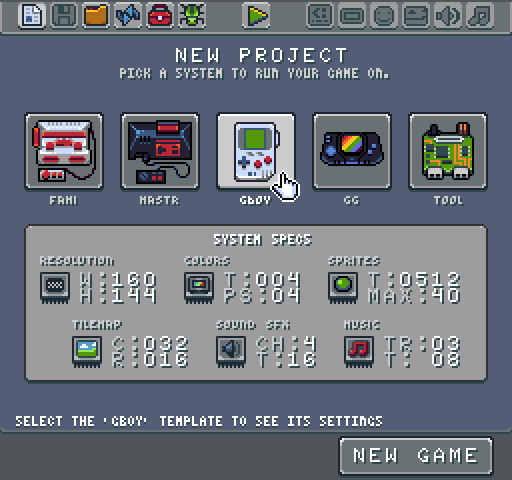 NEW PROJECT
PICK A SYSTEM TO RUN YOUR GAME ON.
FAMI MASTR GBOY GG TOOL
SYSTEM SPECS
RESOLUTION COLORS SPRITES
W:160 T:004 T:0512
H:144 PS:04 MAX:40
TILEMAP SOUND SFX MUSIC
C:032 CH:4 TR:03
R:016 T:16 T: 08
SELECT THE 'GBOY' TEMPLATE TO SEE ITS SETTINGS
NEW GAME